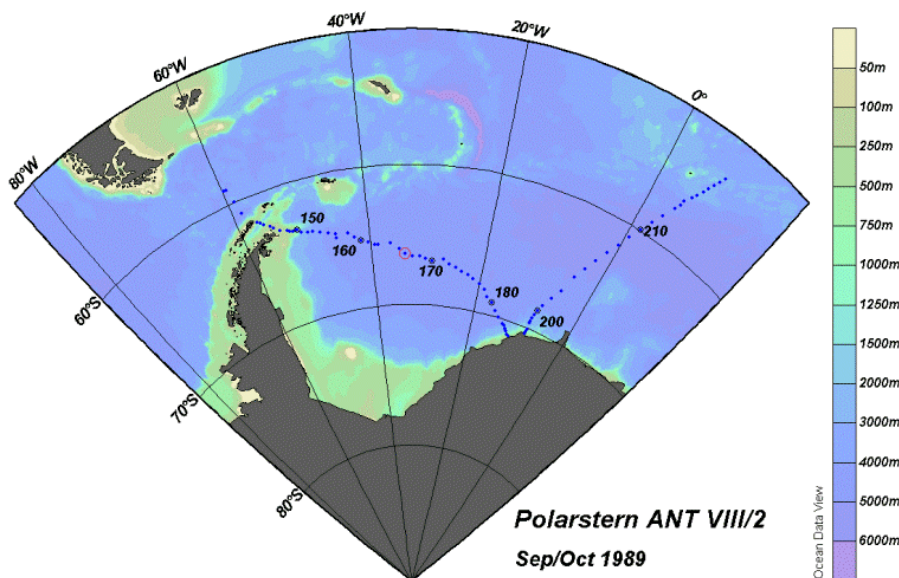 40°W
20°W
60°W
0°
80°W
60°S
70°S
80°S
150
160
170
180
200
210
Polarstern ANT VIII/2
Sep/Oct 1989
50m
100m
250m
500m
750m
1000m
1250m
1500m
2000m
3000m
4000m
5000m
6000m
Ocean Data View